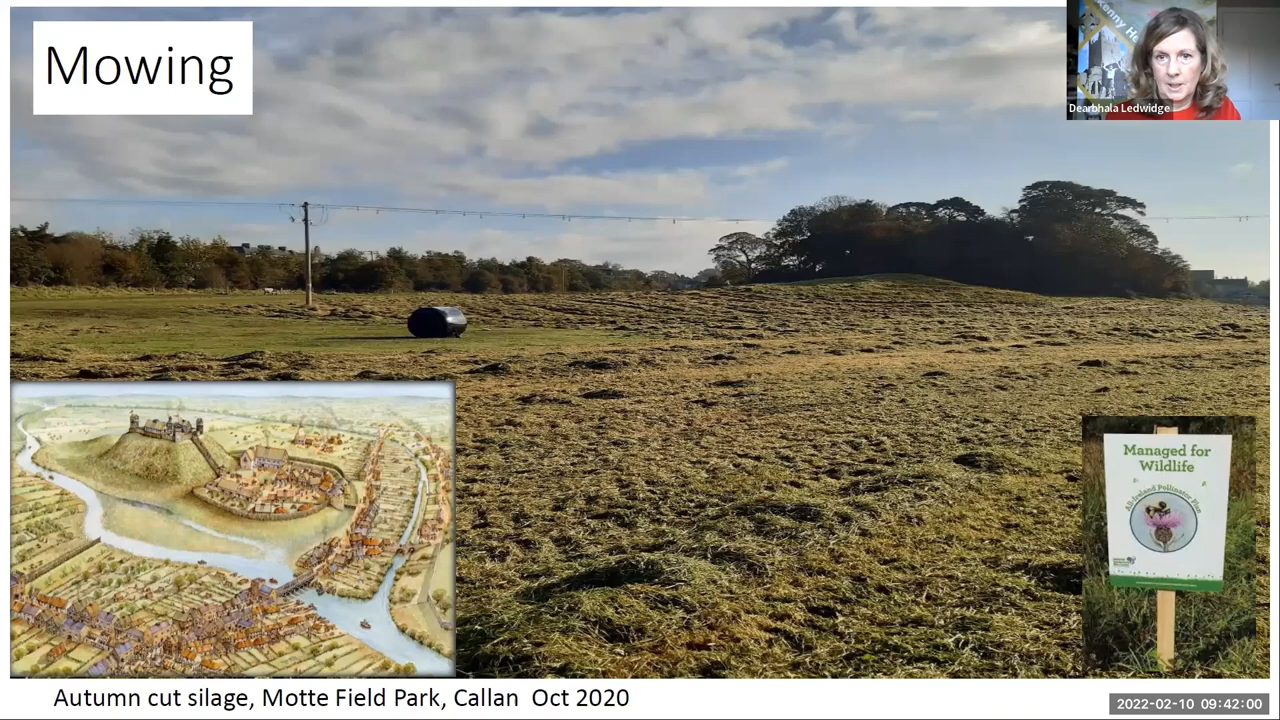 Mowing
Dearbhala Ledwidge
Managed for
Wildlife
All-Ireland Pollinator Plan
Autumn cut silage, Motte Field Park, Callan Oct 2020
2022-02-10 09:42:00